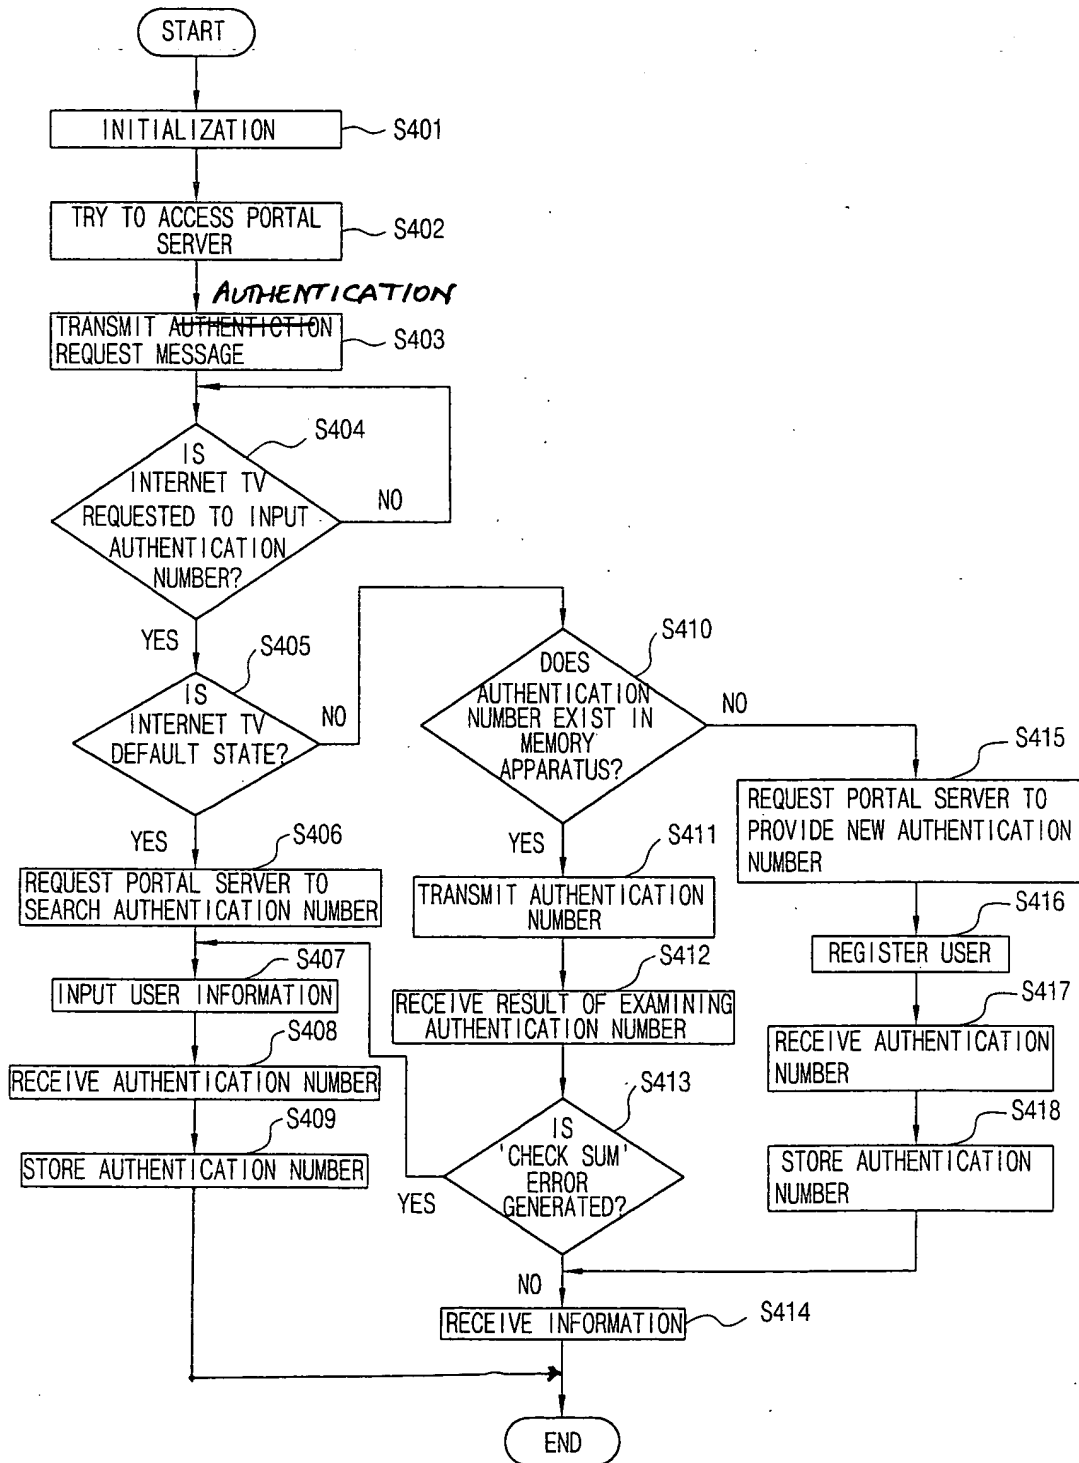 START
INITIALIZATION
S401
TRY TO ACCESS PORTAL
SERVER
S402
AUTHENTICATION
TRANSMIT AUTHENTICTION
REQUEST MESSAGE
S403
S404
IS
INTERNET TV
REQUESTED TO INPUT
AUTHENTICATION
NUMBER?
NO
YES
S405
IS
INTERNET TV
DEFAULT STATE?
NO
YES
S410
DOES
AUTHENTICATION
NUMBER EXIST IN
MEMORY
APPARATUS?
NO
YES
S415
REQUEST PORTAL SERVER TO
PROVIDE NEW AUTHENTICATION
NUMBER
S406
REQUEST PORTAL SERVER TO
SEARCH AUTHENTICATION NUMBER
S411
TRANSMIT AUTHENTICATION
NUMBER
S416
REGISTER USER
S407
INPUT USER INFORMATION
S412
RECEIVE RESULT OF EXAMINING
AUTHENTICATION NUMBER
S417
RECEIVE AUTHENTICATION
NUMBER
S408
RECEIVE AUTHENTICATION NUMBER
S413
IS
'CHECK SUM'
ERROR
GENERATED?
YES
NO
S418
STORE AUTHENTICATION
NUMBER
S409
STORE AUTHENTICATION NUMBER
RECEIVE INFORMATION
S414
END